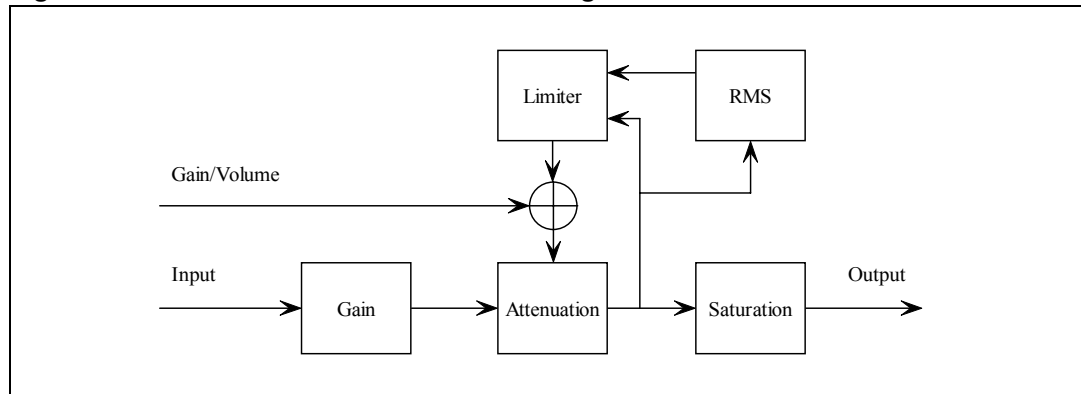 Limiter
RMS
Gain/Volume
Input
Output
Gain
Attenuation
Saturation